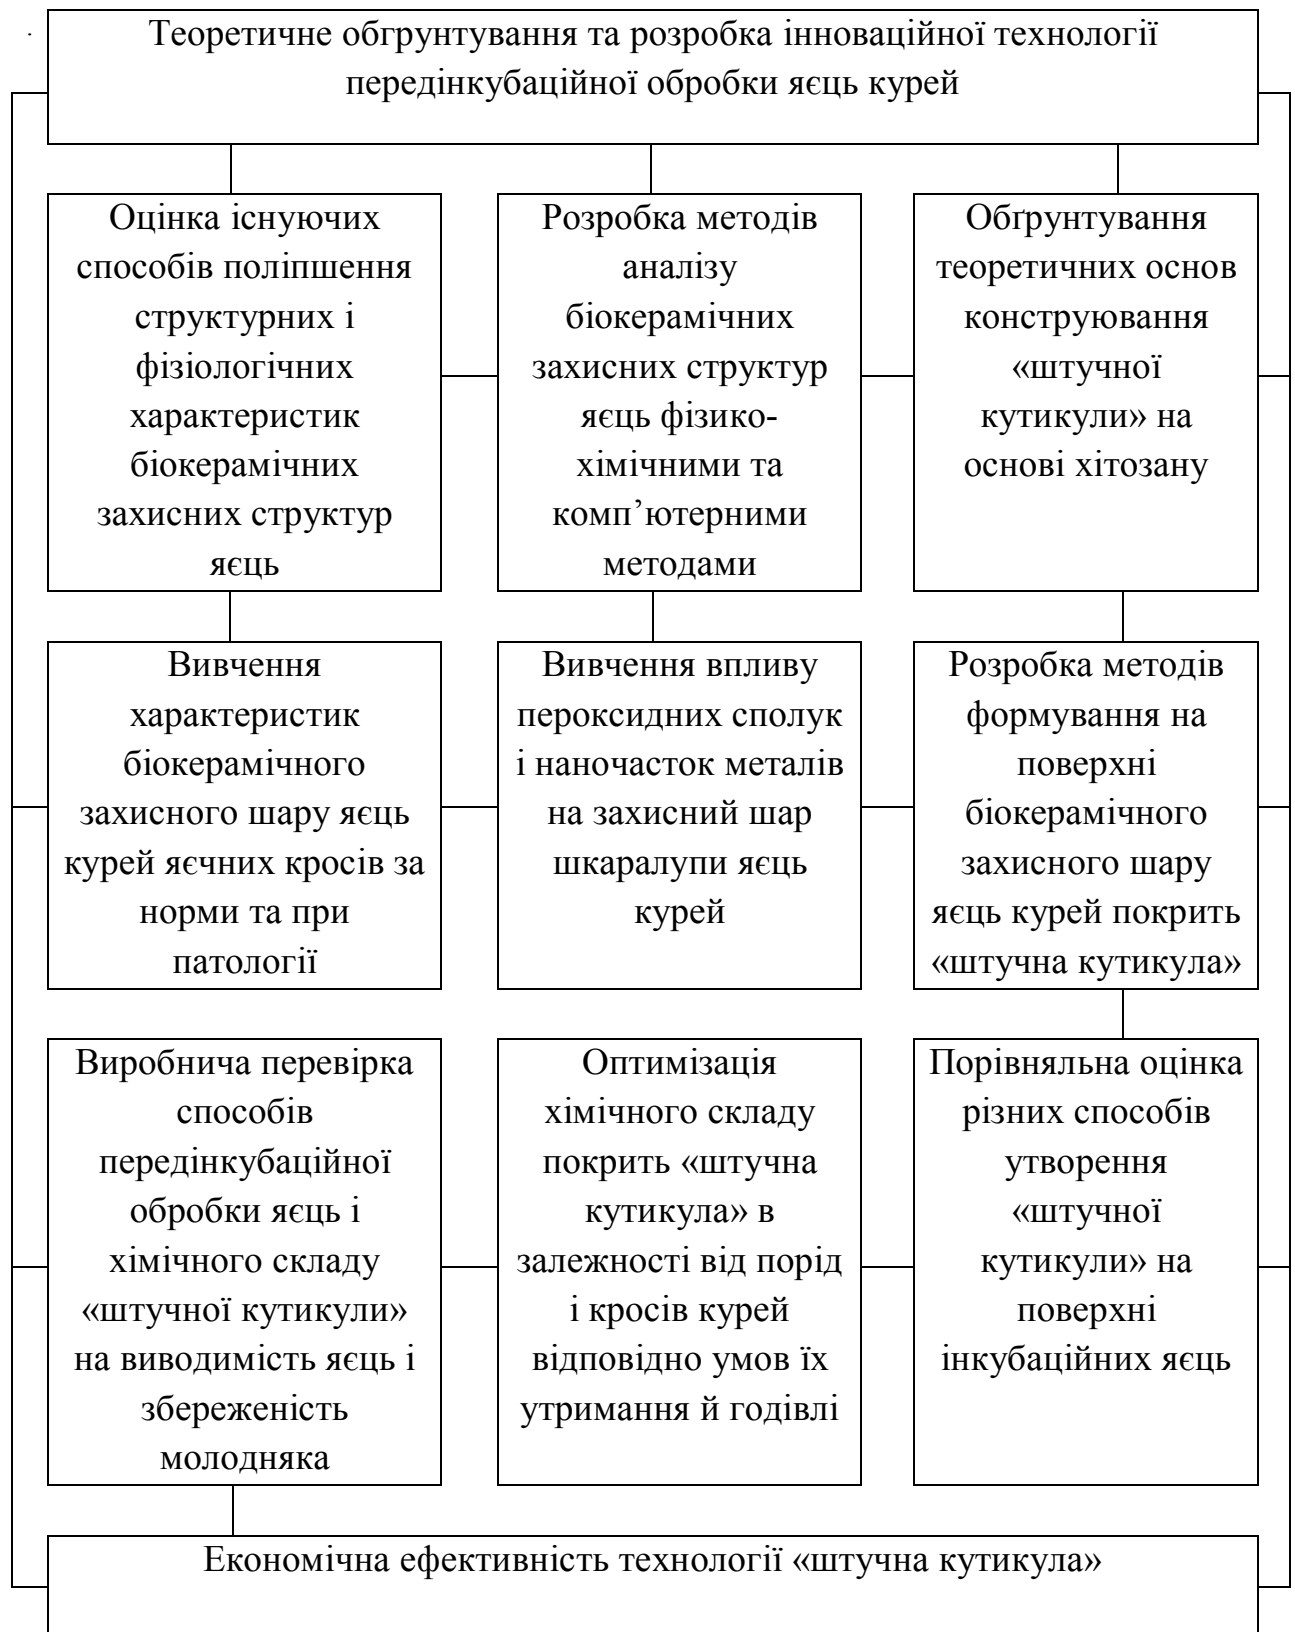 Теоретичне обгрунтування та розробка інноваційної технології
передінкубаційної обробки яєць курей
Оцінка існуючих
способів поліпшення
структурних і
фізіологічних
характеристик
біокерамічних
захисних структур
яєць
Розробка методів
аналізу
біокерамічних
захисних структур
яєць фізико-
хімічними та
комп’ютерними
методами
Обґрунтування
теоретичних основ
конструювання
«штучної
кутикули» на
основі хітозану
Вивчення
характеристик
біокерамічного
захисного шару яєць
курей яєчних кросів за
норми та при
патології
Вивчення впливу
пероксидних сполук
і наночасток металів
на захисний шар
шкаралупи яєць
курей
Розробка методів
формування на
поверхні
біокерамічного
захисного шару
яєць курей покрить
«штучна кутикула»
Виробнича перевірка
способів
передінкубаційної
обробки яєць і
хімічного складу
«штучної кутикули»
на виводимість яєць і
збереженість
молодняка
Оптимізація
хімічного складу
покрить «штучна
кутикула» в
залежності від порід
і кросів курей
відповідно умов їх
утримання й годівлі
Порівняльна оцінка
різних способів
утворення
«штучної
кутикули» на
поверхні
інкубаційних яєць
Економічна ефективність технології «штучна кутикула»